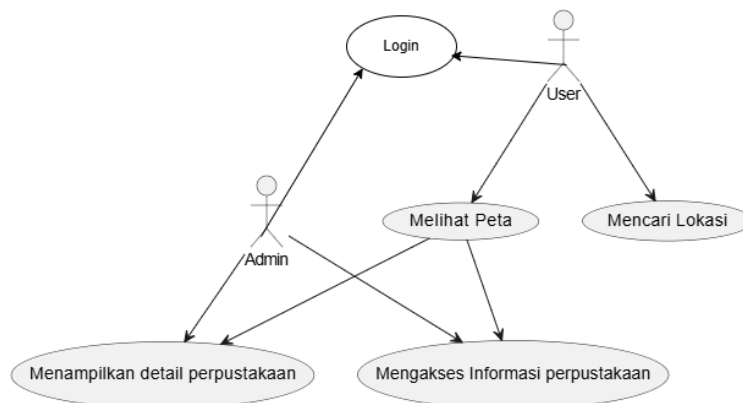 Login
User
Melihat Peta
Mencari Lokasi
Admin
Menampilkan detail perpustakaan
Mengakses Informasi perpustakaan